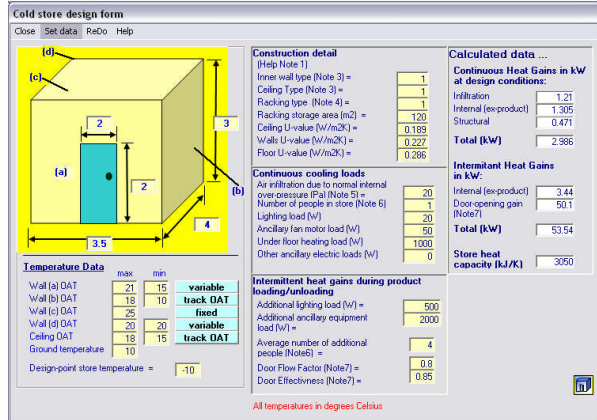 Cold store design form
Close Set data ReDo Help
(d)
(c)
2
3
(a)
2
(b)
4
3.5
Temperature Data
max min
Wall (a) OAT 21 15 variable
Wall (b) OAT 18 10 track OAT
Wall (c) OAT 25 fixed
Wall (d) OAT 20 20 variable
Ceiling OAT 18 15 track OAT
Ground temperature 10
Design-point store temperature = -10
Construction detail
(Help Note 1)
Inner wall type (Note 3) = 1
Ceiling Type (Note 3) = 1
Racking type (Note 4) = 1
Racking storage area (m2) = 120
Ceiling U-value (W/m2K) = 0.189
Walls U-value (W/m2K) = 0.227
Floor U-value (W/m2K) = 0.286
Continuous cooling loads
Air infiltration due to normal internal
over-pressure (Pa) (Note 5) = 20
Number of people in store (Note 6) 1
Lighting load (W) 20
Ancillary fan motor load (W) 50
Under floor heating load (W) 1000
Other ancillary electric loads (W) 0
Intermittent heat gains during product
loading/unloading
Additional lighting load (W) = 500
Additional ancillary equipment
load (W) = 2000
Average number of additional
people (Note6) = 4
Door Flow Factor (Note7) = 0.8
Door Effectivness (Note7) = 0.85
Calculated data ...
Continuous Heat Gains in kW
at design conditions:
Infiltration 1.21
Internal (ex-product) 1.305
Structural 0.471
Total (kW) 2.986
Intermitant Heat Gains
in kW:
Internal (ex-product) 3.44
Door-opening gain 50.1
(Note7)
Total (kW) 53.54
Store heat
capacity (kJ/K) 3050
All temperatures in degrees Celsius